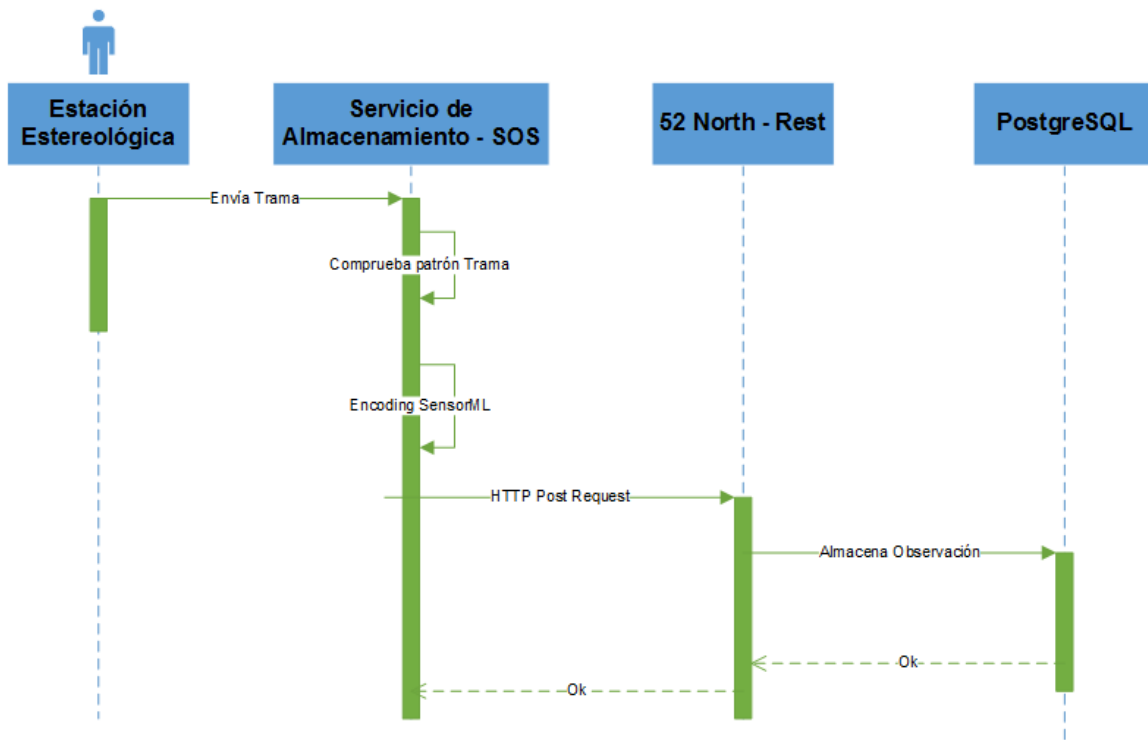 Estación
Estereológica
Servicio de
Almacenamiento - SOS
52 North - Rest
PostgreSQL
Envía Trama
Comprueba patrón Trama
Encoding SensorML
HTTP Post Request
Almacena Observación
Ok
Ok